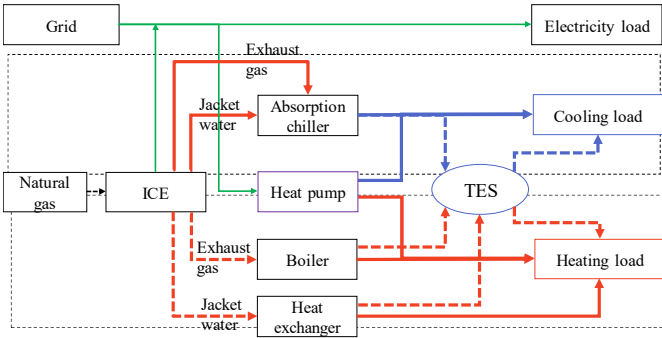 Grid
Electricity load
Exhaust
gas
Jacket
water
Absorption
chiller
Cooling load
Natural
gas
ICE
Heat pump
TES
Exhaust
gas
Boiler
Heating load
Jacket
water
Heat
exchanger